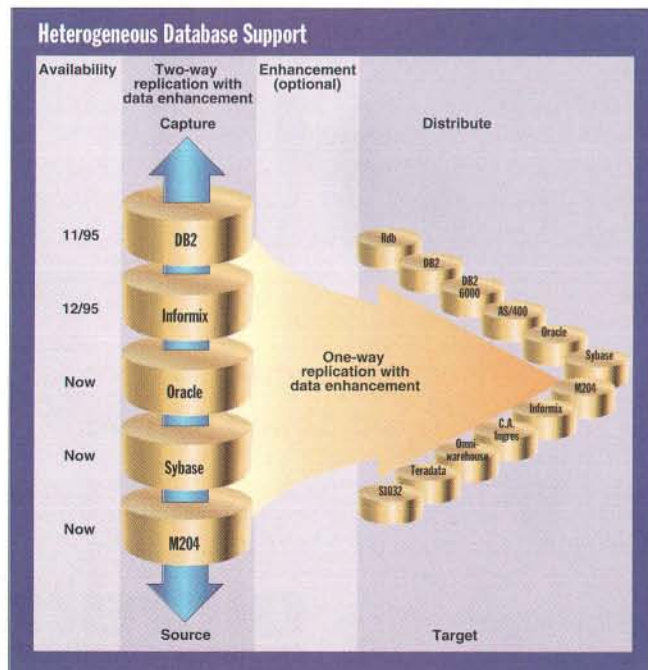 Heterogeneous Database Support
Availability
Two-way
replication with
data enhancement
Enhancement
(optional)
Capture
Distribute
11/95
DB2
12/95
Informix
Now
Oracle
Now
Sybase
Now
M204
One-way
replication with
data enhancement
Rdb
DB2
DB2
6000
AS/400
Oracle
Sybase
M204
Informix
C.A.
Ingres
Omni-
warehouse
Teradata
S1032
Source
Target